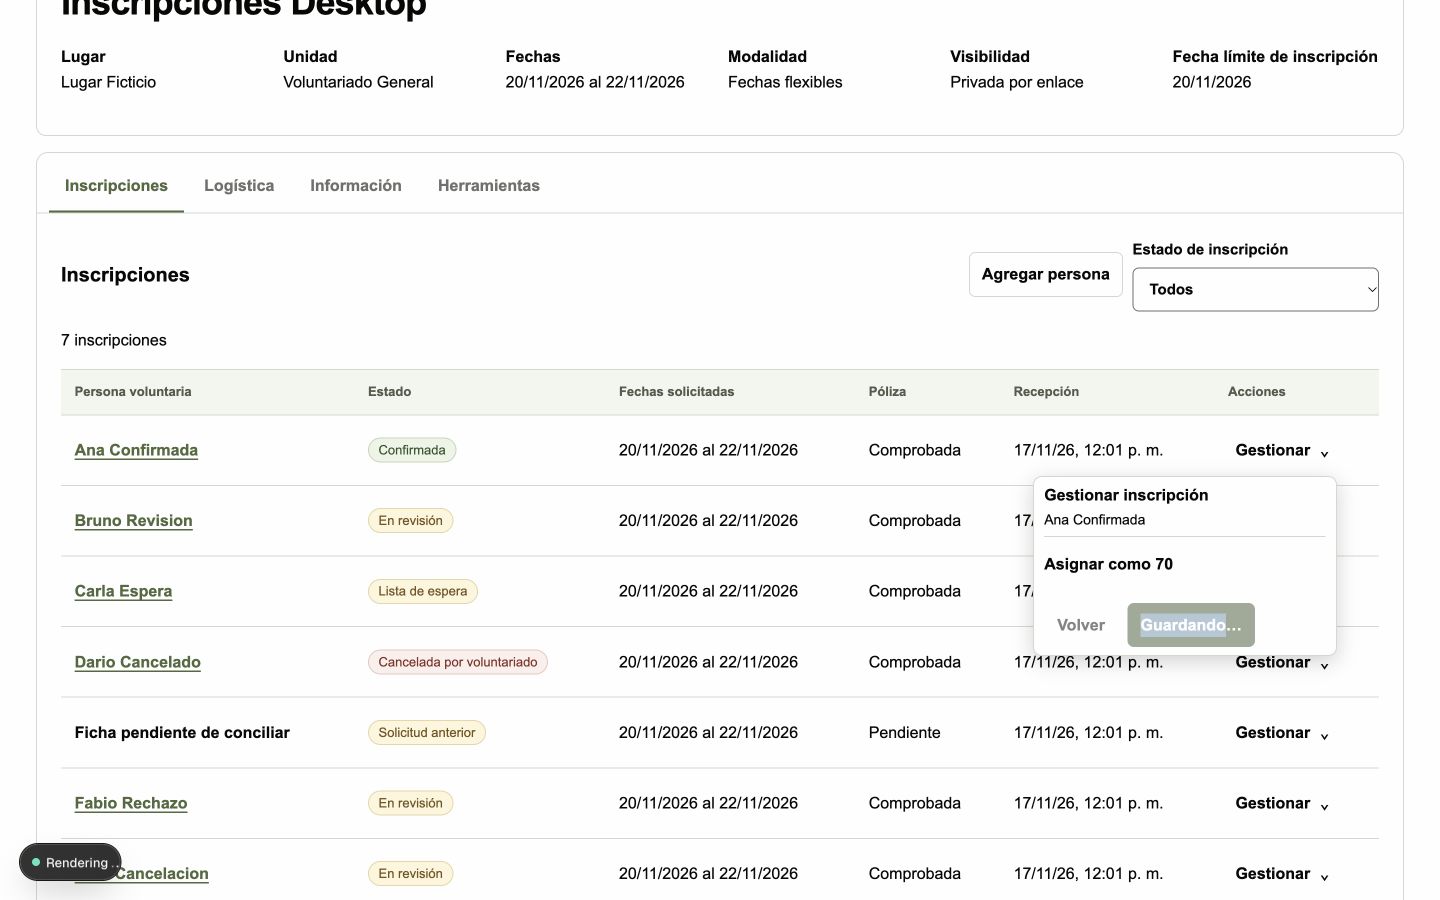 Inscripciones Desktop
Lugar Unidad Fechas Modalidad Visibilidad Fecha límite de inscripción
Lugar Ficticio Voluntariado General 20/11/2026 al 22/11/2026 Fechas flexibles Privada por enlace 20/11/2026
Inscripciones Logística Información Herramientas
Estado de inscripción
Inscripciones Agregar persona Todos
7 inscripciones
Persona voluntaria Estado Fechas solicitadas Póliza Recepción Acciones
Ana Confirmada Confirmada 20/11/2026 al 22/11/2026 Comprobada 17/11/26, 12:01 p. m. Gestionar
Gestionar inscripción
Ana Confirmada
Asignar como 70
Volver Guardando...
Bruno Revision En revisión 20/11/2026 al 22/11/2026 Comprobada 17/
Carla Espera Lista de espera 20/11/2026 al 22/11/2026 Comprobada 17/
Dario Cancelado Cancelada por voluntariado 20/11/2026 al 22/11/2026 Comprobada 17/11/26, 12:01 p. m. Gestionar
Ficha pendiente de conciliar Solicitud anterior 20/11/2026 al 22/11/2026 Pendiente 17/11/26, 12:01 p. m. Gestionar
Fabio Rechazo En revisión 20/11/2026 al 22/11/2026 Comprobada 17/11/26, 12:01 p. m. Gestionar
Rendering ...
Cancelacion En revisión 20/11/2026 al 22/11/2026 Comprobada 17/11/26, 12:01 p. m. Gestionar